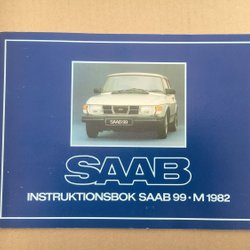 SAAB 99
SAAB
INSTRUKTIONSBOK SAAB 99 · M 1982